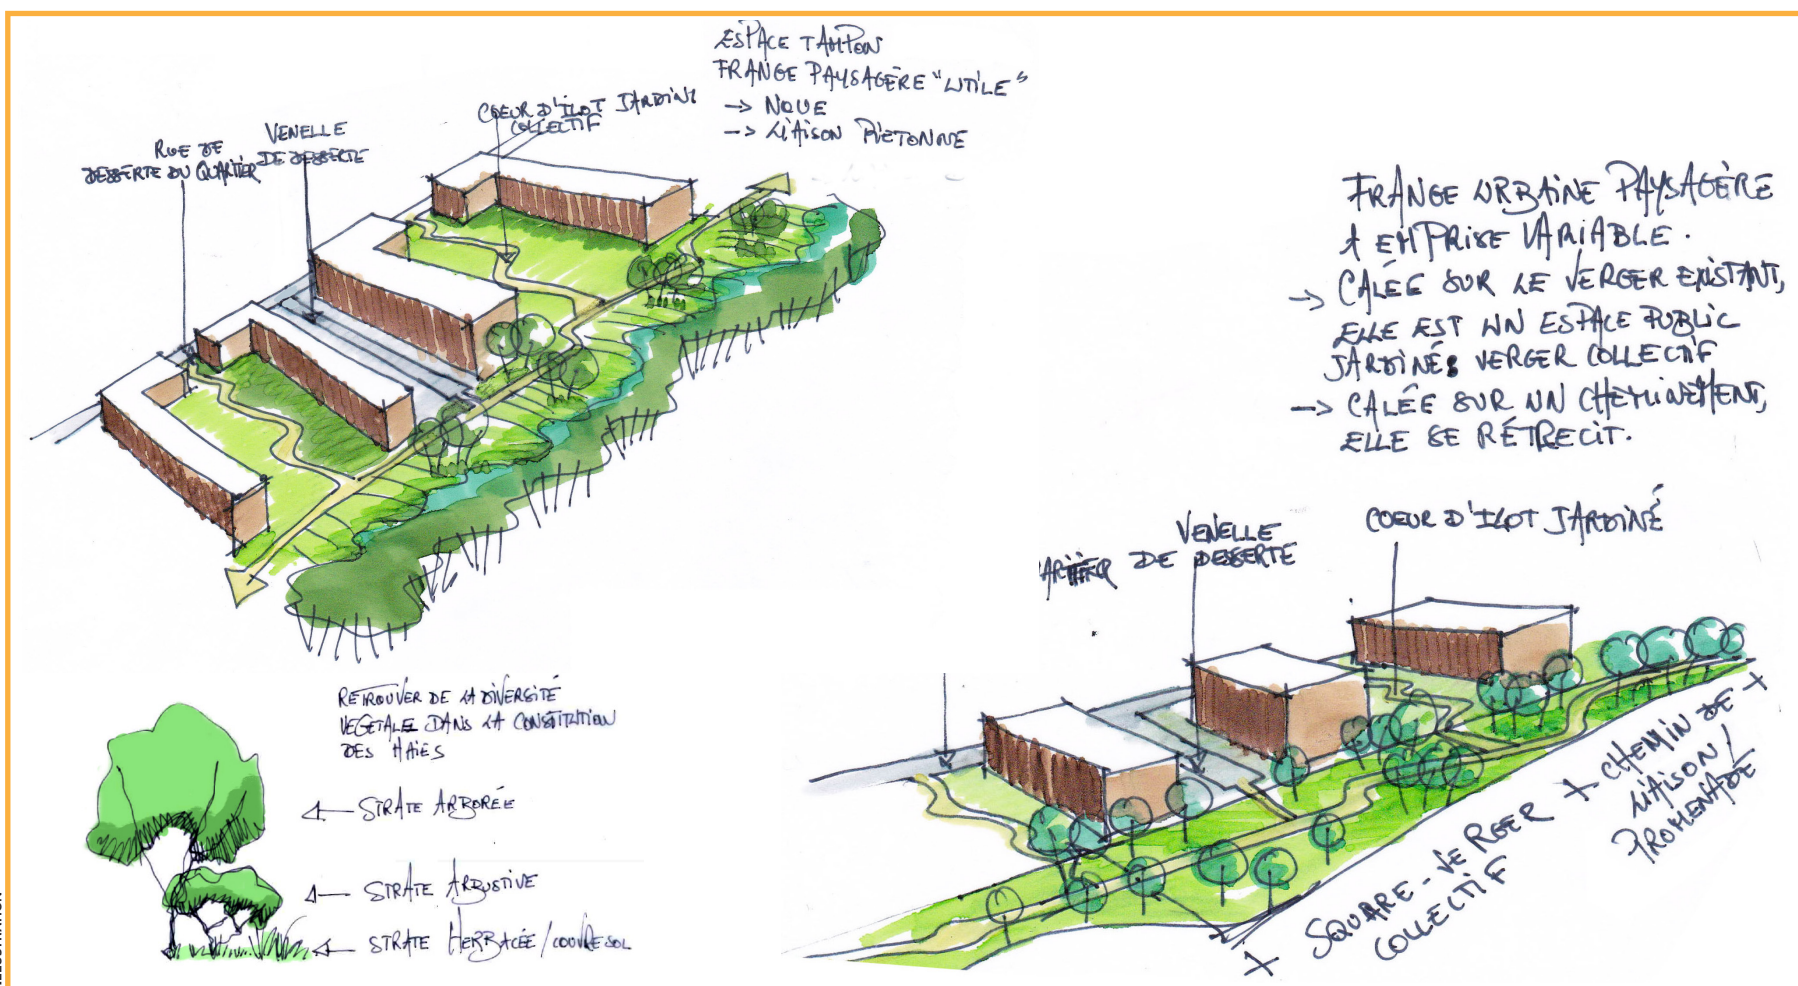 ESPACE TAMPON
FRANGE PAYSAGÈRE "UTILE"
-> NOUE
-> LIAISON PIETONNE
COEUR D'ILOT JARDINÉ
COLLECTIF
VENELLE
DE DESSERTE
RUE DE
DESSERTE DU QUARTIER
FRANGE URBAINE PAYSAGÈRE
A EMPRISE VARIABLE.
-> CALÉE SUR LE VERGER EXISTANT,
ELLE EST UN ESPACE PUBLIC
JARDINÉ: VERGER COLLECTIF
-> CALÉE SUR UN CHEMINEMENT,
ELLE SE RÉTRECIT.
COEUR D'ILOT JARDINÉ
VENELLE
DE DESSERTE
DE
RETROUVER DE LA DIVERSITÉ
VEGETALE DANS LA CONSTITUTION
DES HAIES
STRATE ARBORÉE
STRATE ARBUSTIVE
STRATE HERBACÉE / COUVRE SOL
CHEMIN DE
LIAISON /
PROMENADE
SQUARE - VERGER
COLLECTIF